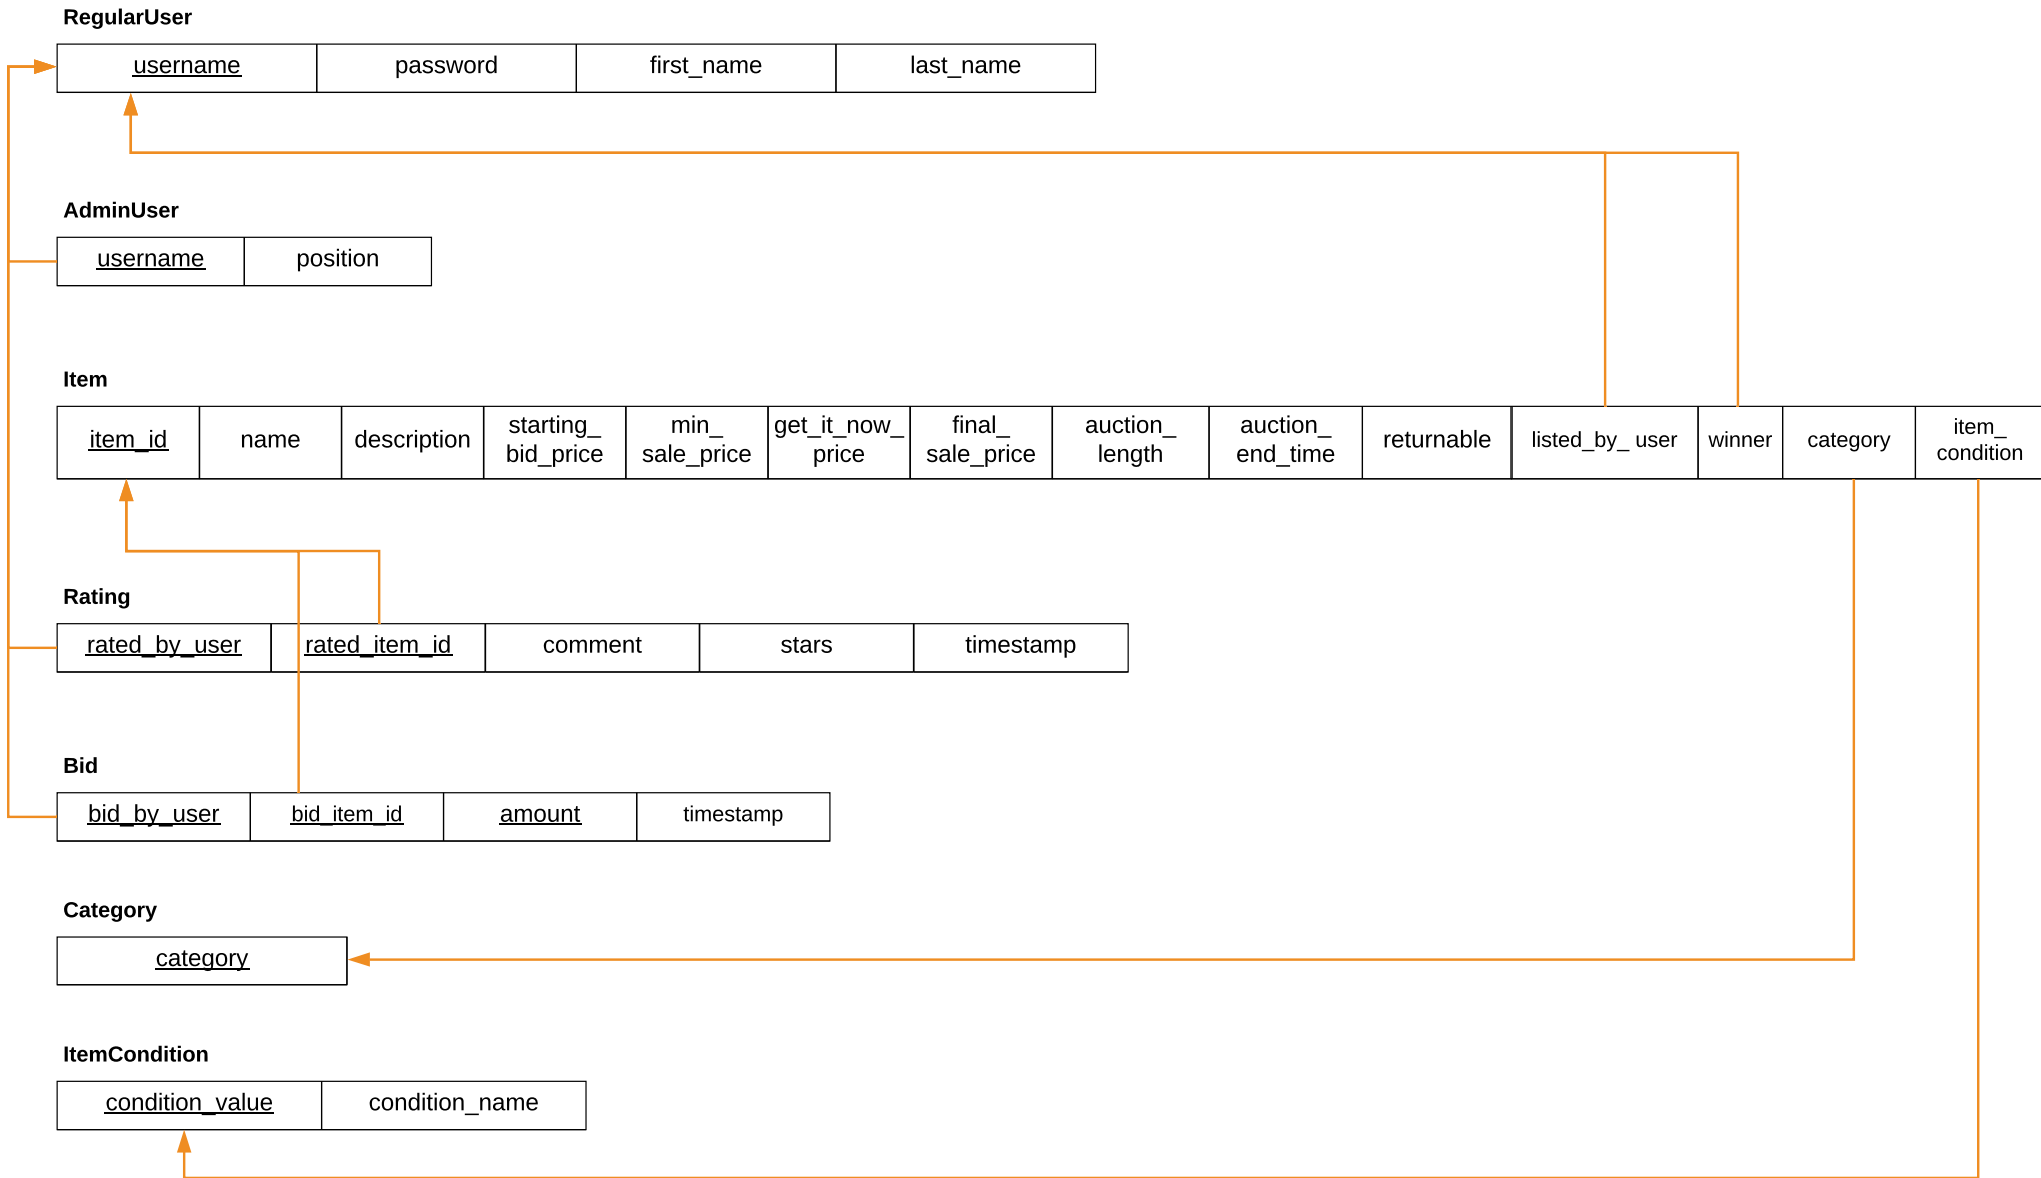 RegularUser
username password first_name last_name
AdminUser
username position
Item
item_id name description starting_ bid_price min_ sale_price get_it_now_ price final_ sale_price auction_ length auction_ end_time returnable listed_by_ user winner category item_ condition
Rating
rated_by_user rated_item_id comment stars timestamp
Bid
bid_by_user bid_item_id amount timestamp
Category
category
ItemCondition
condition_value condition_name